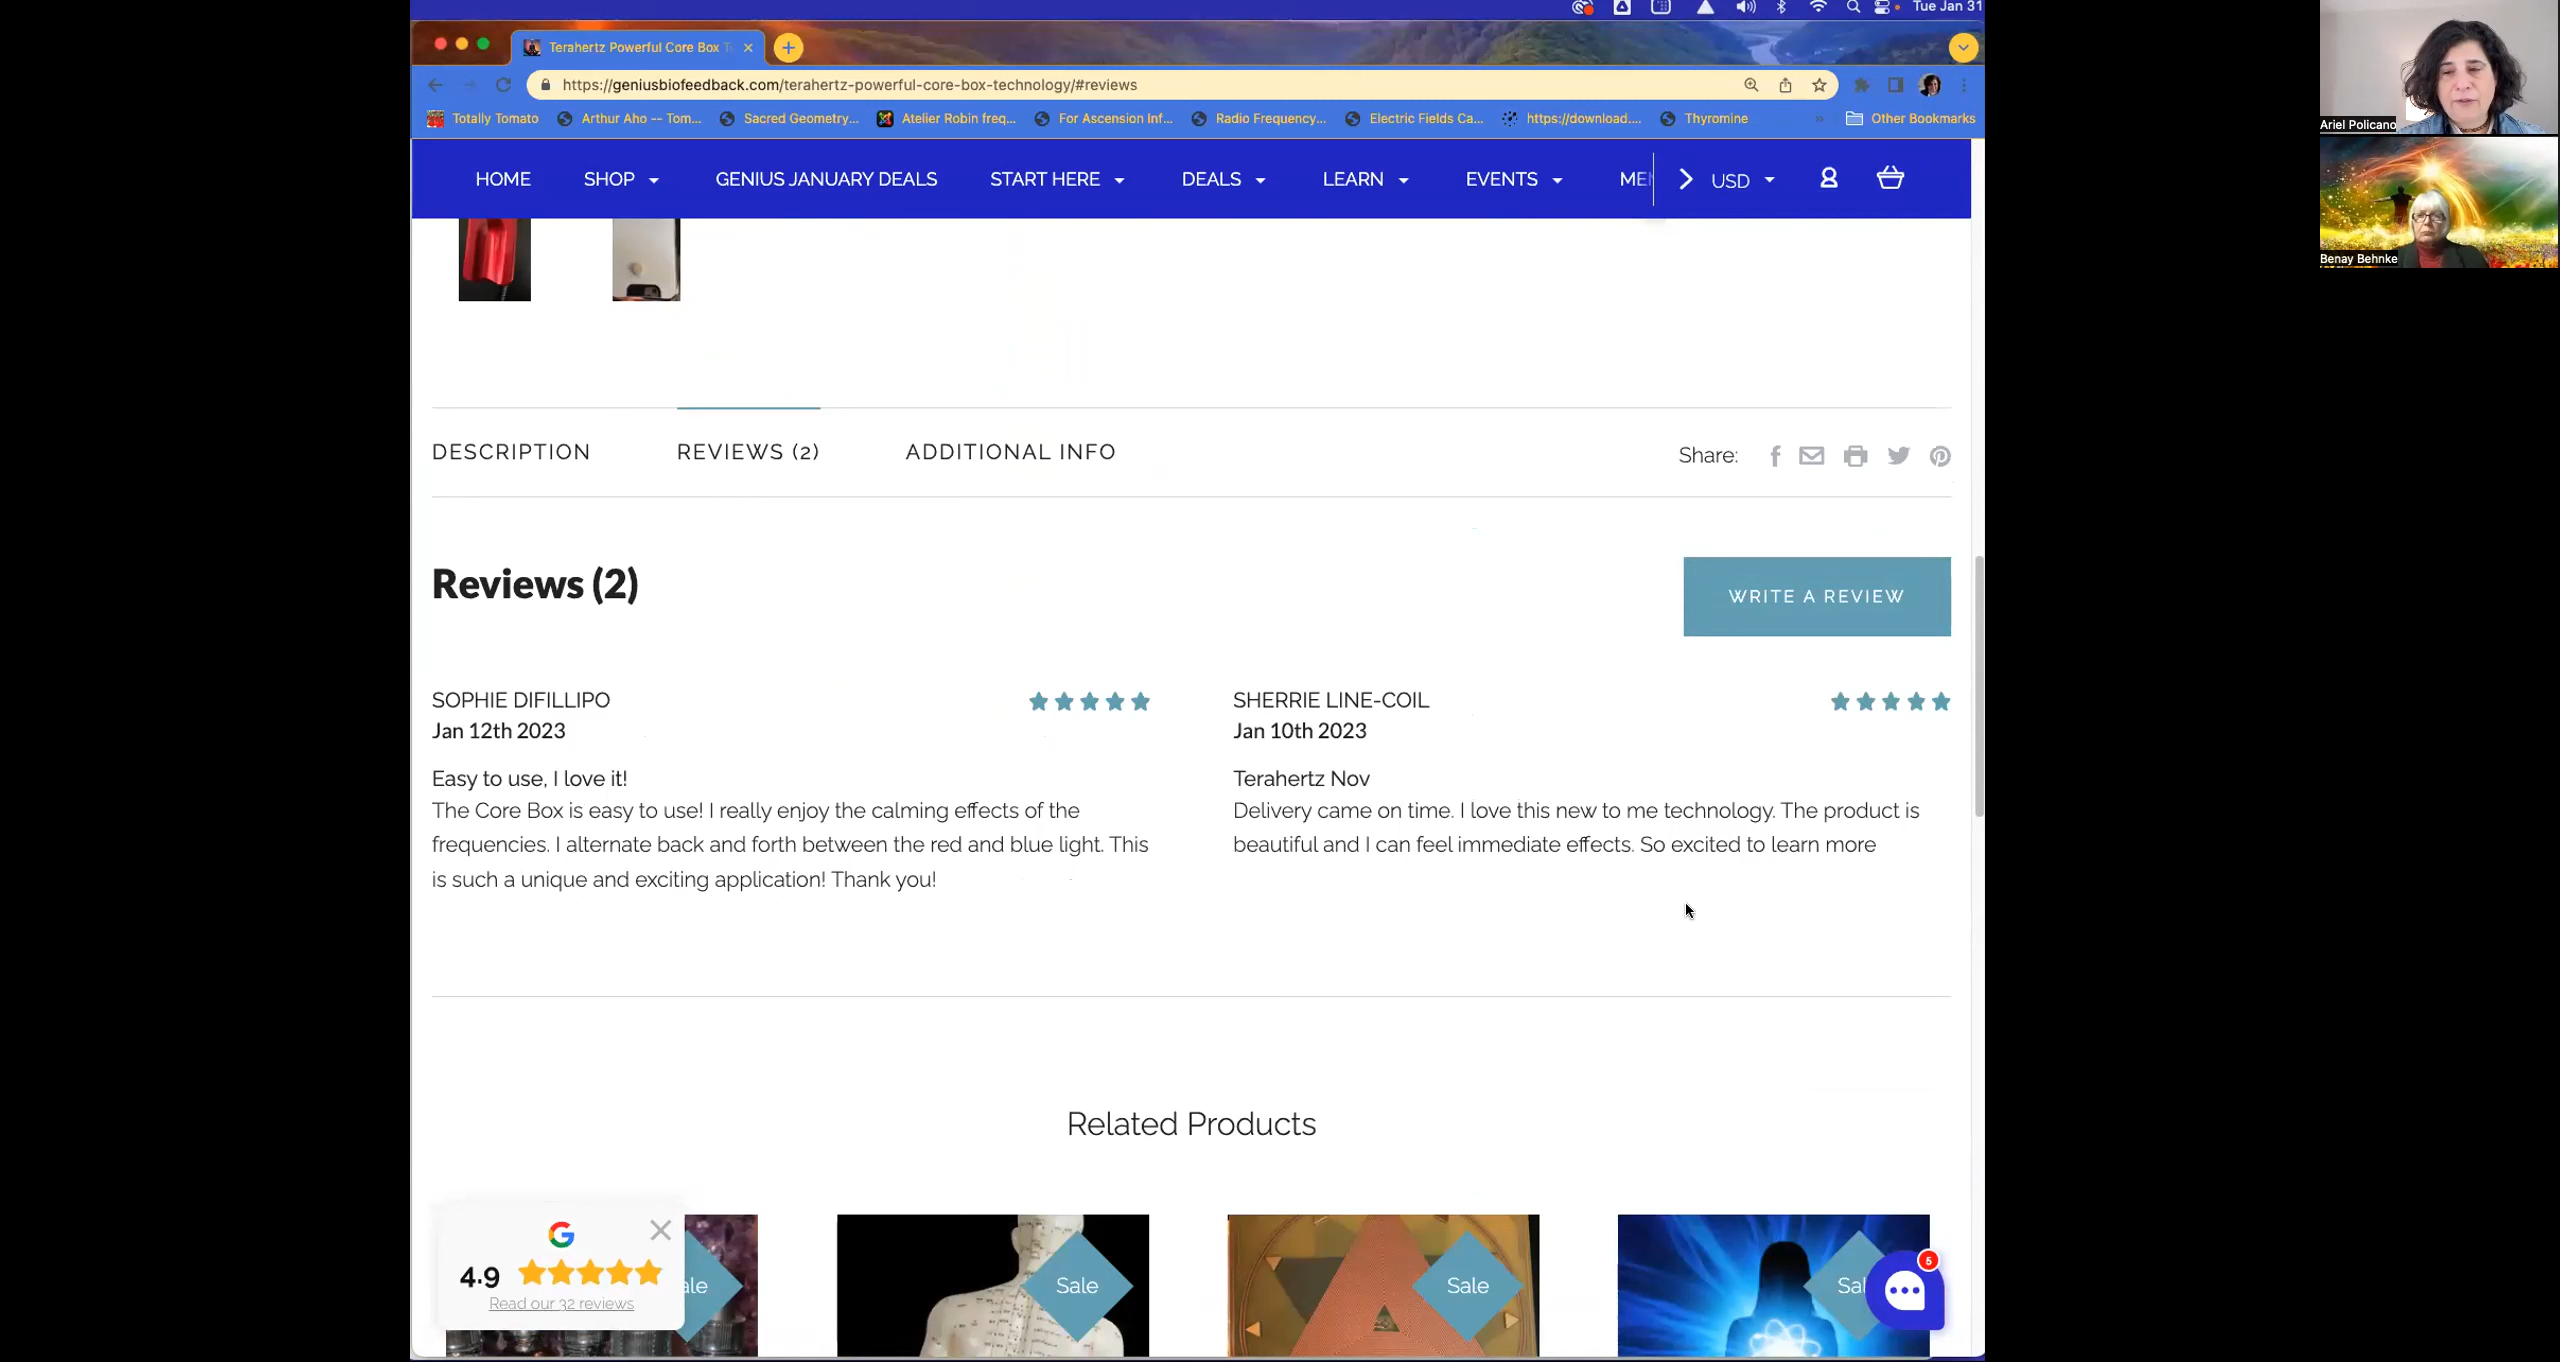 Tue Jan 31
Terahertz Powerful Core Box T
https://geniusbiofeedback.com/terahertz-powerful-core-box-technology/#reviews
Totally Tomato Arthur Aho -- Tom... Sacred Geometry... Atelier Robin freq... For Ascension Inf... Radio Frequency... Electric Fields Ca... https://download.... Thyromine » Other Bookmarks
HOME SHOP GENIUS JANUARY DEALS START HERE DEALS LEARN EVENTS USD
DESCRIPTION REVIEWS (2) ADDITIONAL INFO Share:
Reviews (2)
WRITE A REVIEW
SOPHIE DIFILLIPO
Jan 12th 2023
Easy to use, I love it!
The Core Box is easy to use! I really enjoy the calming effects of the
frequencies. I alternate back and forth between the red and blue light. This
is such a unique and exciting application! Thank you!
SHERRIE LINE-COIL
Jan 10th 2023
Terahertz Nov
Delivery came on time. I love this new to me technology. The product is
beautiful and I can feel immediate effects. So excited to learn more
Related Products
4.9
Read our 32 reviews
Sale
Sale
5
Ariel Policano
Benay Behnke